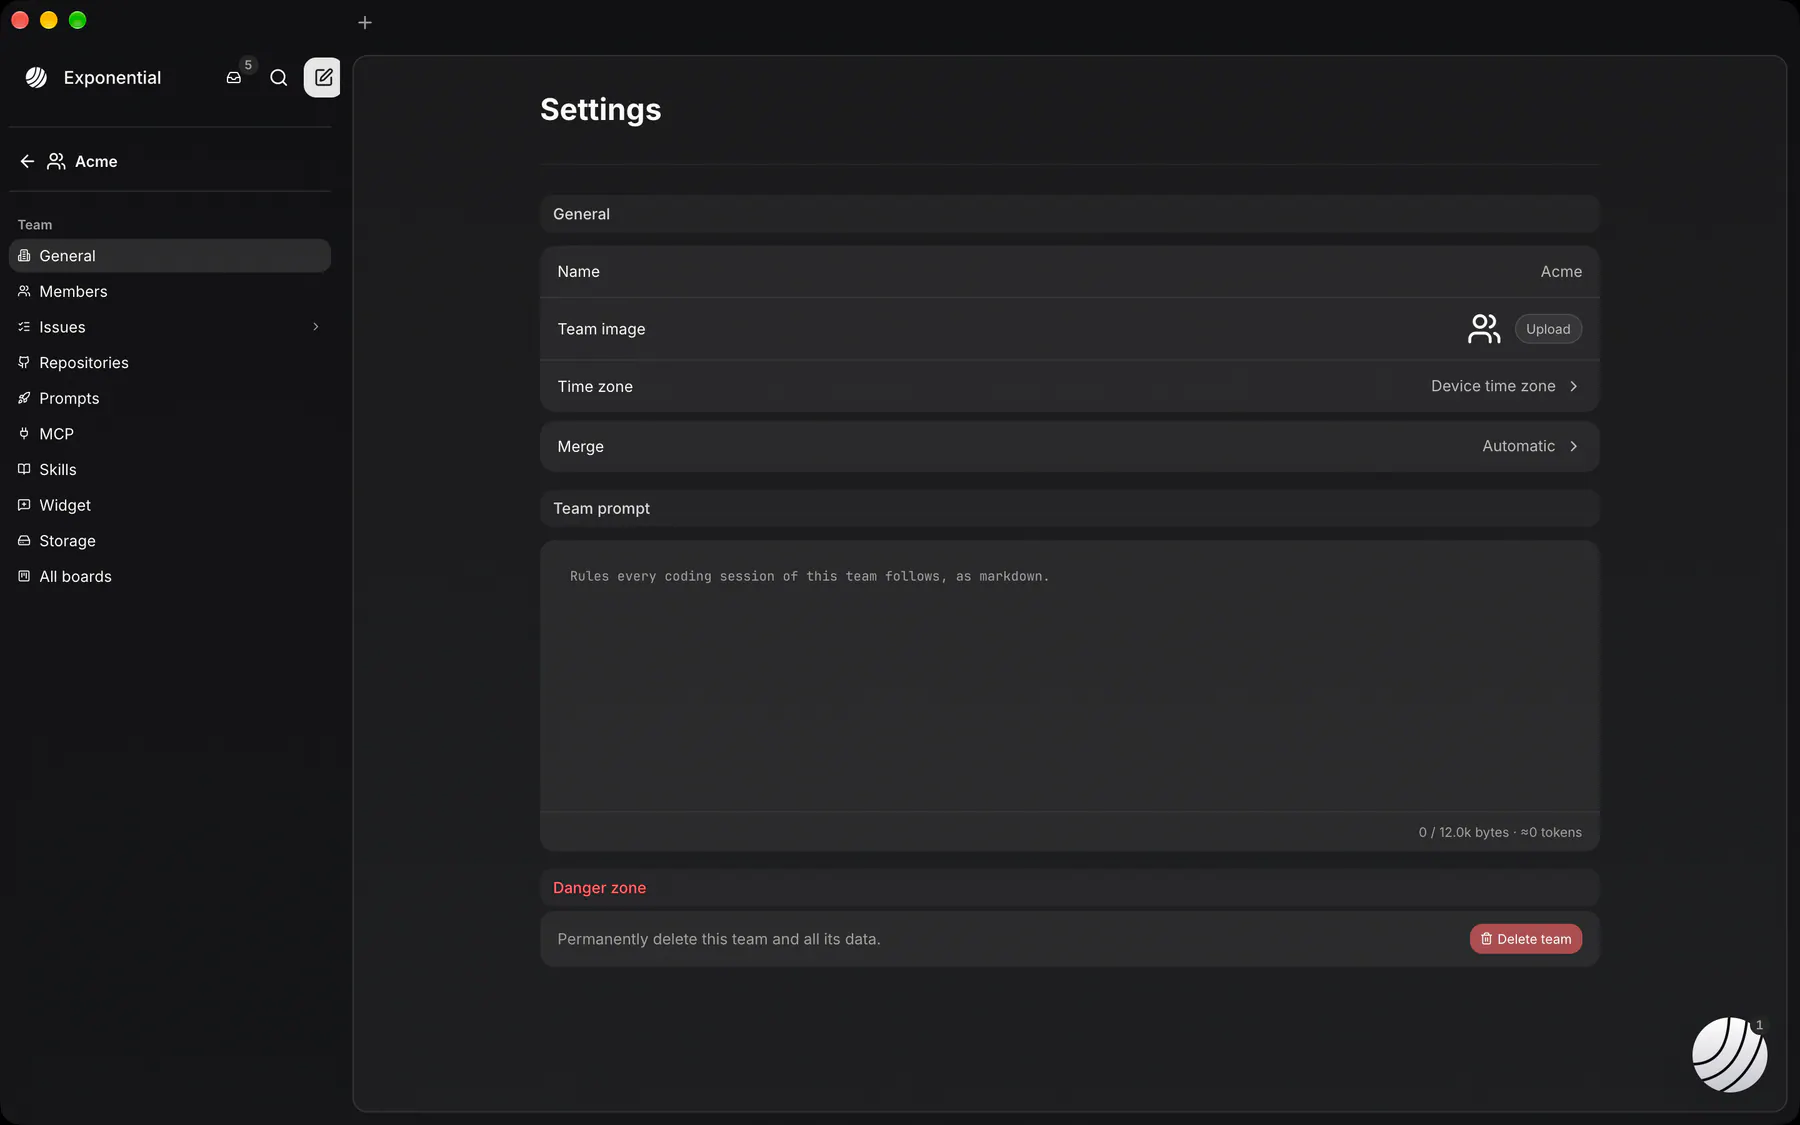 Exponential
5
Acme
Team
General
Members
Issues
Repositories
Prompts
MCP
Skills
Widget
Storage
All boards
Settings
General
Name
Acme
Team image
Upload
Time zone
Device time zone
Merge
Automatic
Team prompt
Rules every coding session of this team follows, as markdown.
0 / 12.0k bytes · ≈0 tokens
Danger zone
Permanently delete this team and all its data.
Delete team
1